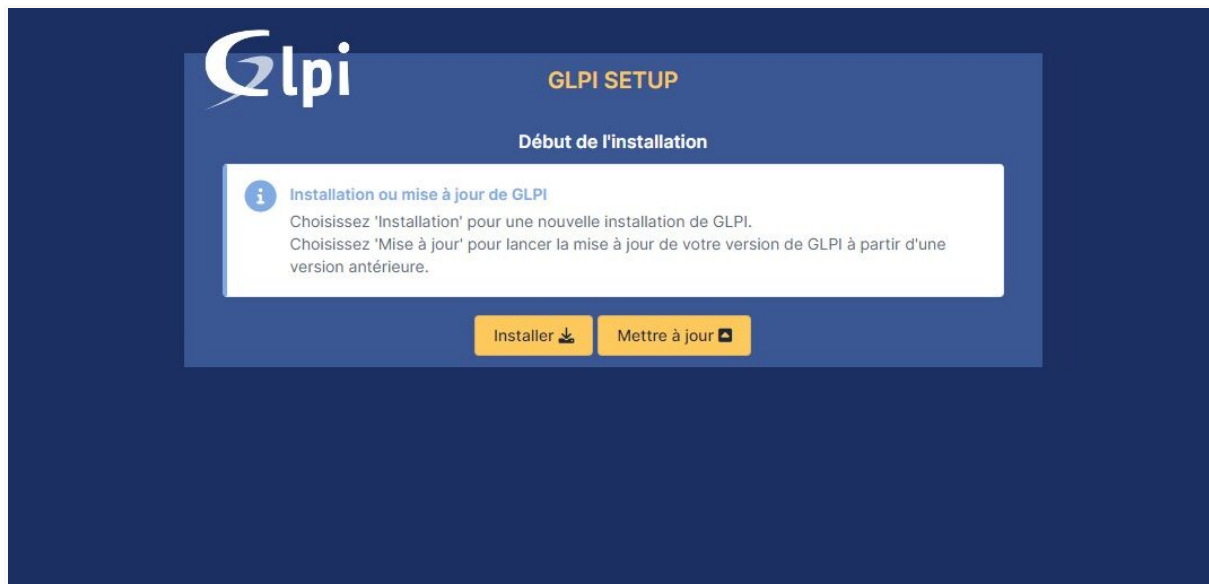 Glpi
GLPI SETUP
Début de l'installation
Installation ou mise à jour de GLPI
Choisissez 'Installation' pour une nouvelle installation de GLPI.
Choisissez 'Mise à jour' pour lancer la mise à jour de votre version de GLPI à partir d'une
version antérieure.
Installer
Mettre à jour